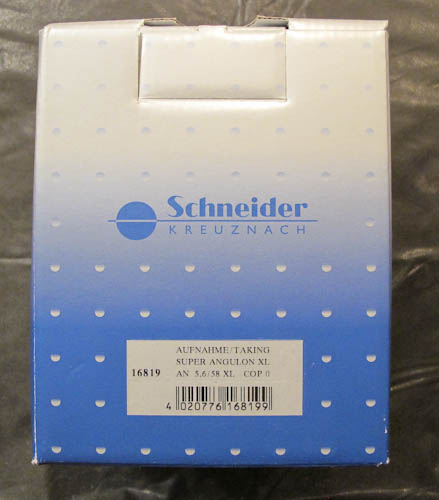 Schneider
KREUZNACH
AUFNAHME/TAKING
SUPER ANGULON XL
16819 AN 5,6/58 XL COP 0
4 020776 168199